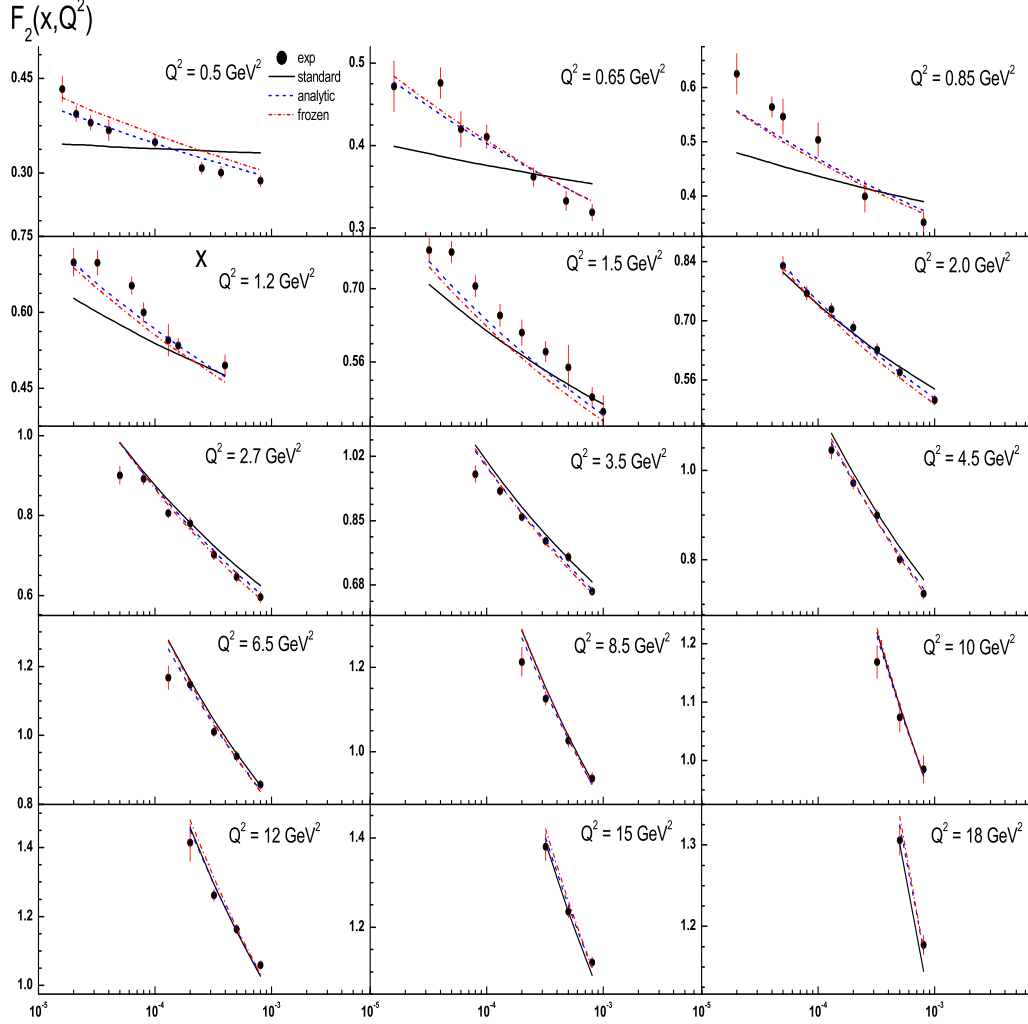 F₂(x,Q²)
Q² = 0.5 GeV²
exp
standard
analytic
frozen
0.45
0.30
Q² = 0.65 GeV²
0.5
0.4
0.3
Q² = 0.85 GeV²
0.6
0.5
0.4
0.75
0.60
0.45
X
Q² = 1.2 GeV²
0.70
0.56
Q² = 1.5 GeV²
0.84
0.70
0.56
Q² = 2.0 GeV²
1.0
0.8
0.6
Q² = 2.7 GeV²
1.02
0.85
0.68
Q² = 3.5 GeV²
1.0
0.8
Q² = 4.5 GeV²
1.2
1.0
0.8
Q² = 6.5 GeV²
1.2
1.0
Q² = 8.5 GeV²
1.2
1.1
1.0
Q² = 10 GeV²
1.4
1.2
1.0
Q² = 12 GeV²
1.4
1.2
Q² = 15 GeV²
1.3
1.2
Q² = 18 GeV²
10⁻⁵ 10⁻⁴ 10⁻³ 10⁻⁵ 10⁻⁴ 10⁻³ 10⁻⁵ 10⁻⁴ 10⁻³